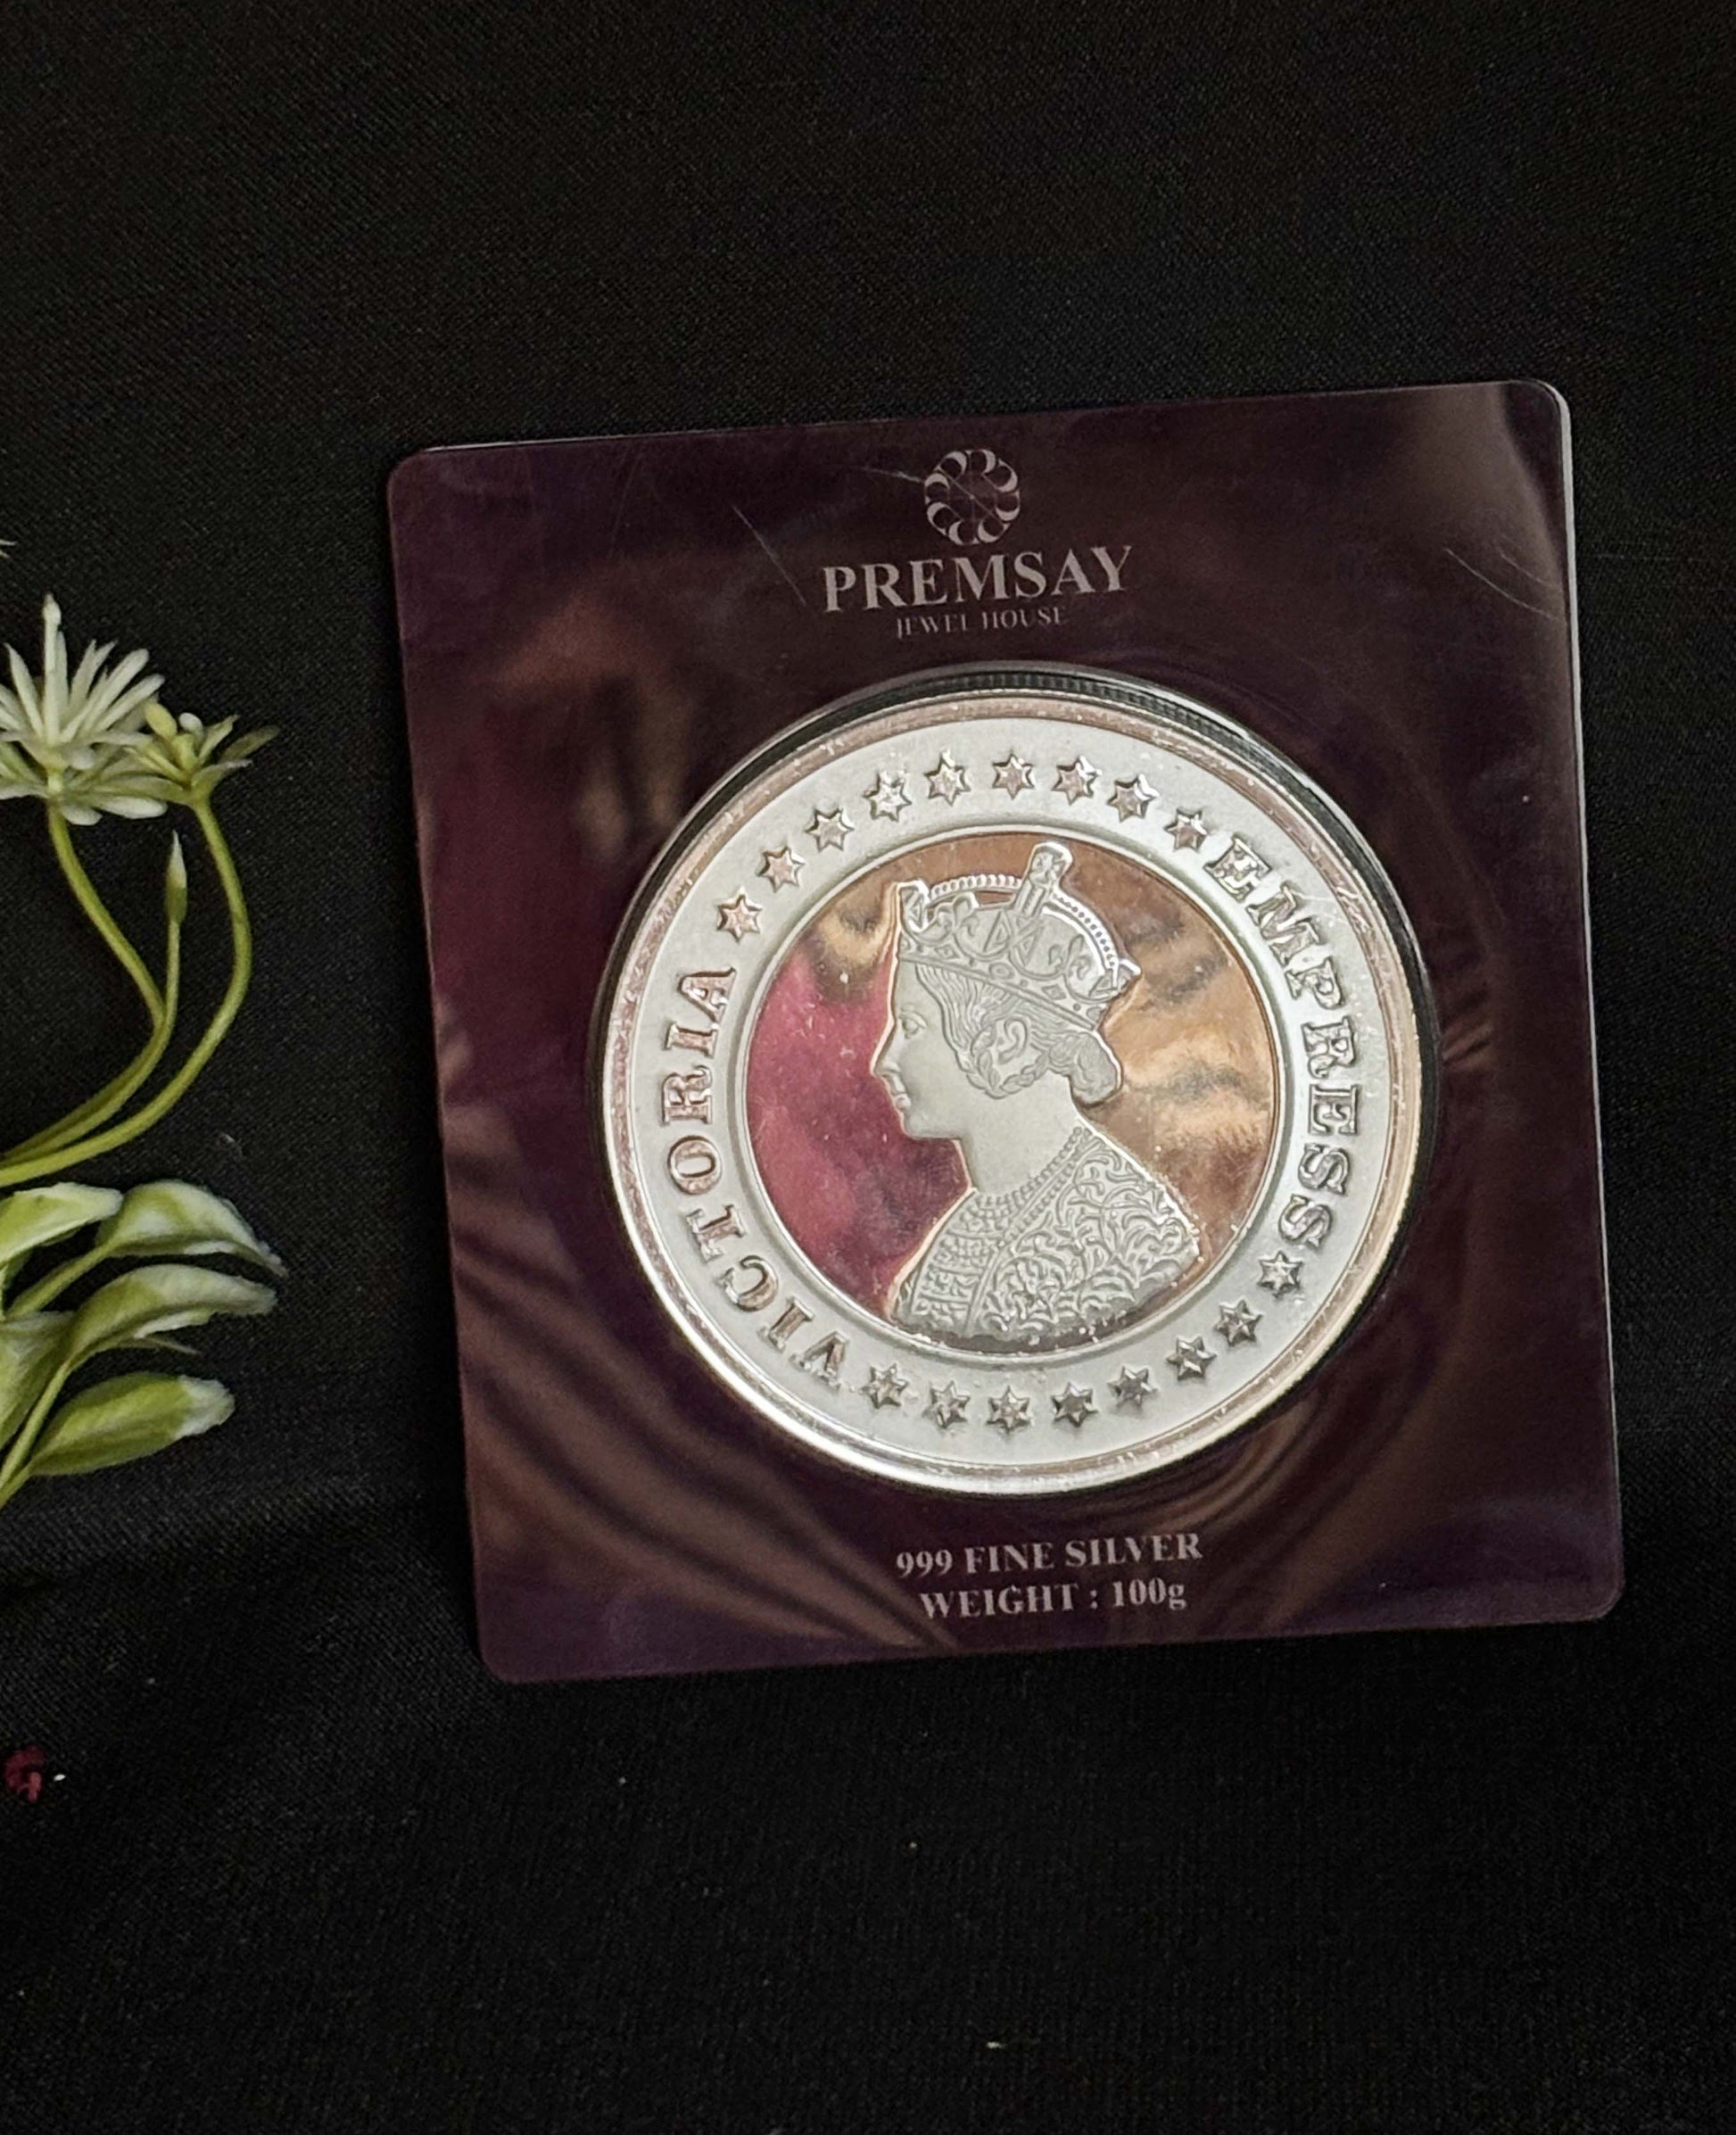 PREMSAY
JEWEL HOUSE
VICTORIA
EMPRESS
999 FINE SILVER
WEIGHT : 100g